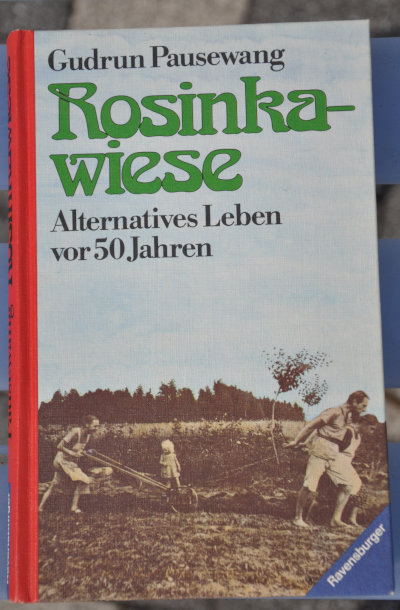 Gudrun Pausewang
Rosinka-
wiese
Alternatives Leben
vor 50 Jahren
Ravensburger